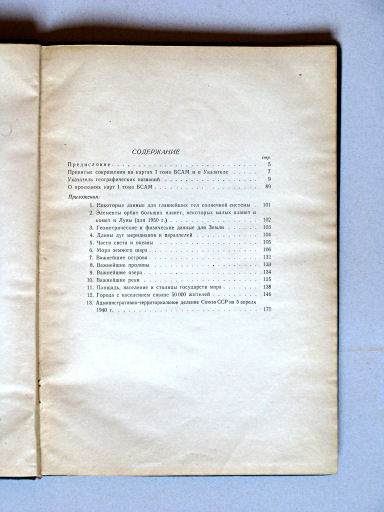 СОДЕРЖАНИЕ
стр.
Предисловие . . . 5
Принятые сокращения на картах I тома БСАМ и в Указателе . . . 7
Указатель географических названий . . . 9
О проекциях карт I тома БСАМ . . . 89
Приложения:
1. Некоторые данные для главнейших тел солнечной системы . . . 101
2. Элементы орбит больших планет, некоторых малых планет и
комет и Луны (для 1950 г.) . . . 102
3. Геометрические и физические данные для Земли . . . 103
4. Длины дуг меридианов и параллелей . . . 104
5. Части света и океаны . . . 105
6. Моря земного шара . . . 106
7. Важнейшие острова . . . 132
8. Важнейшие проливы . . . 133
9. Важнейшие озера . . . 134
10. Важнейшие реки . . . 135
11. Площадь, население и столицы государств мира . . . 138
12. Города с населением свыше 50 000 жителей . . . 146
13. Административно-территориальное деление Союза ССР на 3 апреля
1940 г. . . . 171